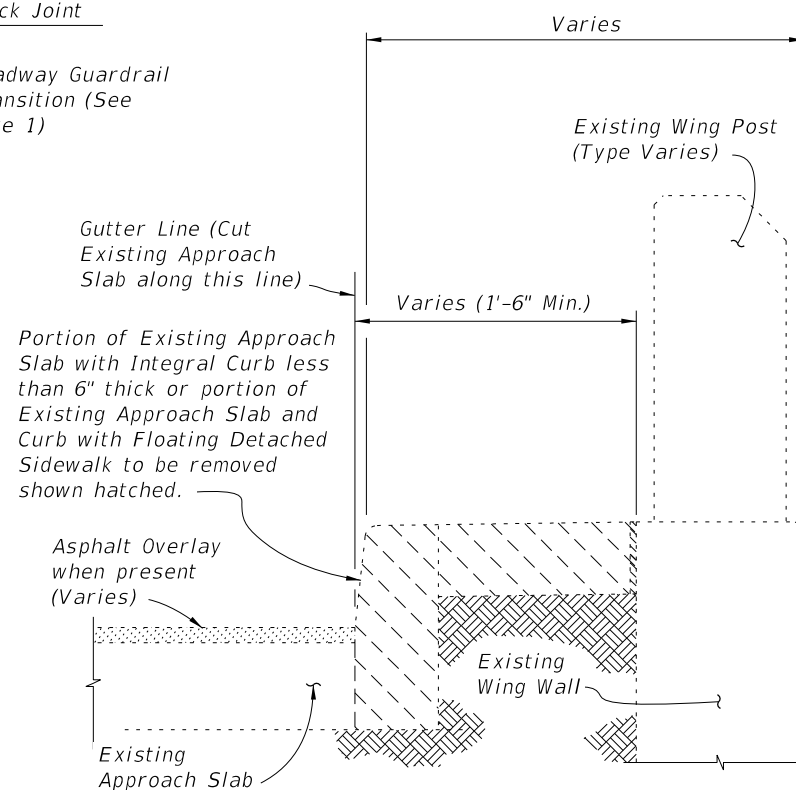 ck Joint
adway Guardrail
ansition (See
e 1)
Varies
Existing Wing Post
(Type Varies)
Gutter Line (Cut
Existing Approach
Slab along this line)
Varies (1'-6" Min.)
Portion of Existing Approach
Slab with Integral Curb less
than 6" thick or portion of
Existing Approach Slab and
Curb with Floating Detached
Sidewalk to be removed
shown hatched.
Asphalt Overlay
when present
(Varies)
Existing
Wing Wall
Existing
Approach Slab